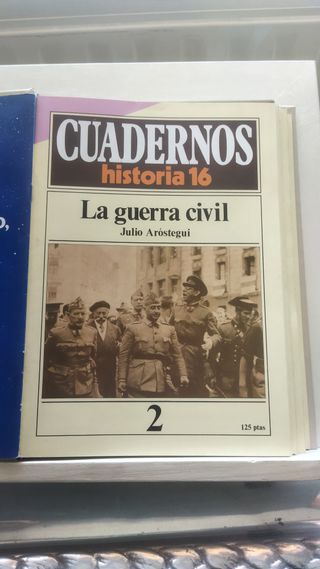 CUADERNOS
historia 16
La guerra civil
Julio Aróstegui
2
125 ptas